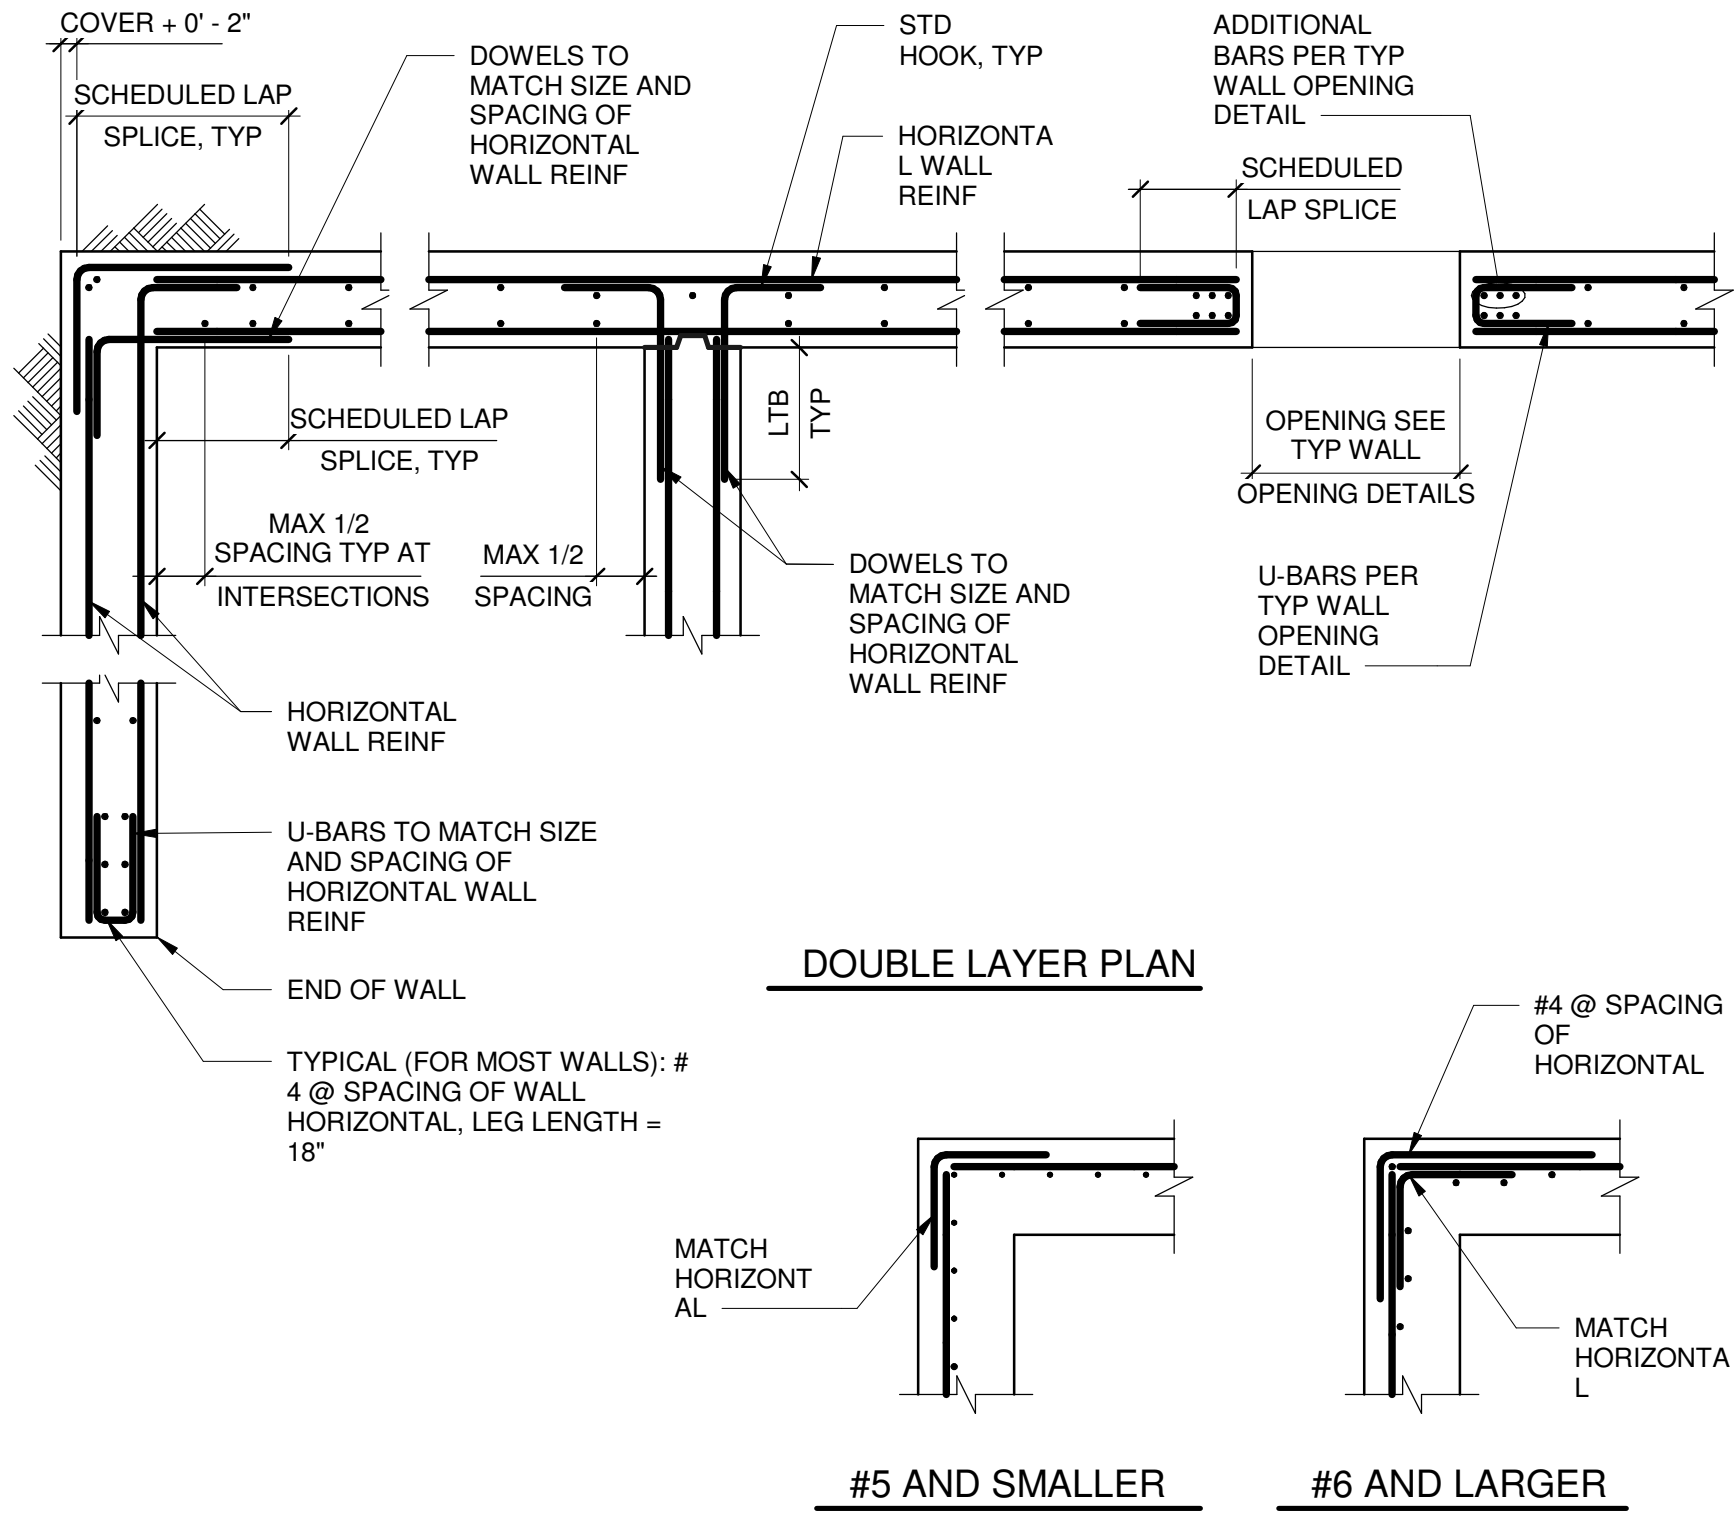 COVER + 0' - 2"
SCHEDULED LAP
SPLICE, TYP
DOWELS TO
MATCH SIZE AND
SPACING OF
HORIZONTAL
WALL REINF
STD
HOOK, TYP
HORIZONTA
L WALL
REINF
ADDITIONAL
BARS PER TYP
WALL OPENING
DETAIL
SCHEDULED
LAP SPLICE
SCHEDULED LAP
SPLICE, TYP
LTB
TYP
OPENING SEE
TYP WALL
OPENING DETAILS
MAX 1/2
SPACING TYP AT
INTERSECTIONS
MAX 1/2
SPACING
DOWELS TO
MATCH SIZE AND
SPACING OF
HORIZONTAL
WALL REINF
U-BARS PER
TYP WALL
OPENING
DETAIL
HORIZONTAL
WALL REINF
U-BARS TO MATCH SIZE
AND SPACING OF
HORIZONTAL WALL
REINF
END OF WALL
TYPICAL (FOR MOST WALLS): #
4 @ SPACING OF WALL
HORIZONTAL, LEG LENGTH =
18"
DOUBLE LAYER PLAN
#4 @ SPACING
OF
HORIZONTAL
MATCH
HORIZONT
AL
MATCH
HORIZONTA
L
#5 AND SMALLER
#6 AND LARGER